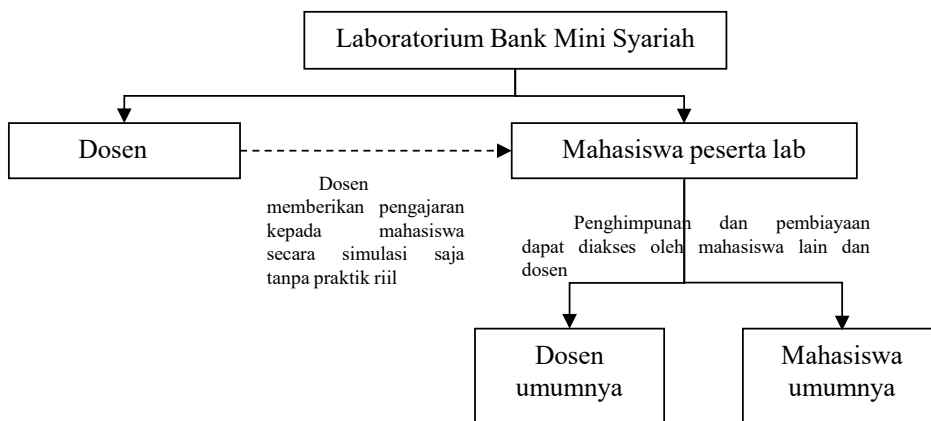 Laboratorium Bank Mini Syariah
Dosen
Mahasiswa peserta lab
Dosen
memberikan pengajaran
kepada mahasiswa
secara simulasi saja
tanpa praktik riil
Penghimpunan dan pembiayaan
dapat diakses oleh mahasiswa lain dan
dosen
Dosen
umumnya
Mahasiswa
umumnya